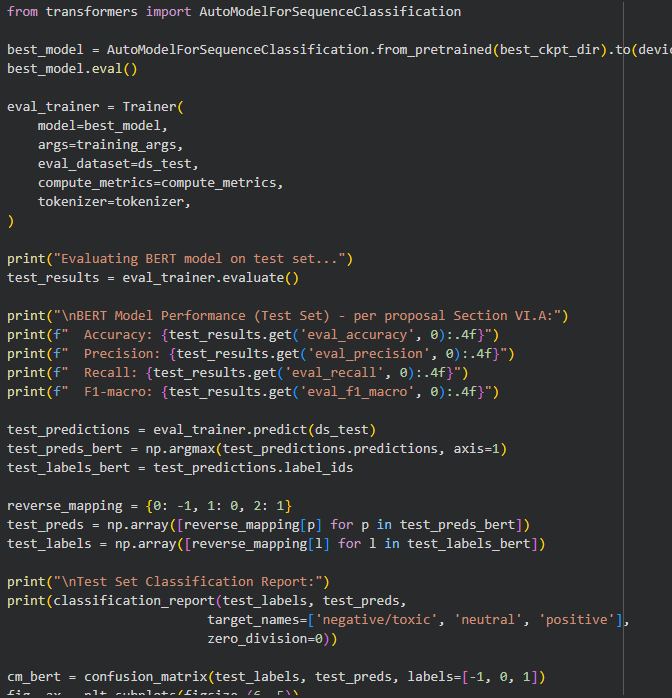 from transformers import AutoModelForSequenceClassification
best_model = AutoModelForSequenceClassification.from_pretrained(best_ckpt_dir).to(devic
best_model.eval()
eval_trainer = Trainer(
    model=best_model,
    args=training_args,
    eval_dataset=ds_test,
    compute_metrics=compute_metrics,
    tokenizer=tokenizer,
)
print("Evaluating BERT model on test set...")
test_results = eval_trainer.evaluate()
print("\nBERT Model Performance (Test Set) - per proposal Section VI.A:")
print(f"  Accuracy: {test_results.get('eval_accuracy', 0):.4f}")
print(f"  Precision: {test_results.get('eval_precision', 0):.4f}")
print(f"  Recall: {test_results.get('eval_recall', 0):.4f}")
print(f"  F1-macro: {test_results.get('eval_f1_macro', 0):.4f}")
test_predictions = eval_trainer.predict(ds_test)
test_preds_bert = np.argmax(test_predictions.predictions, axis=1)
test_labels_bert = test_predictions.label_ids
reverse_mapping = {0: -1, 1: 0, 2: 1}
test_preds = np.array([reverse_mapping[p] for p in test_preds_bert])
test_labels = np.array([reverse_mapping[l] for l in test_labels_bert])
print("\nTest Set Classification Report:")
print(classification_report(test_labels, test_preds,
                          target_names=['negative/toxic', 'neutral', 'positive'],
                          zero_division=0))
cm_bert = confusion_matrix(test_labels, test_preds, labels=[-1, 0, 1])
fig, ax = plt.subplots(figsize=(6, 5))